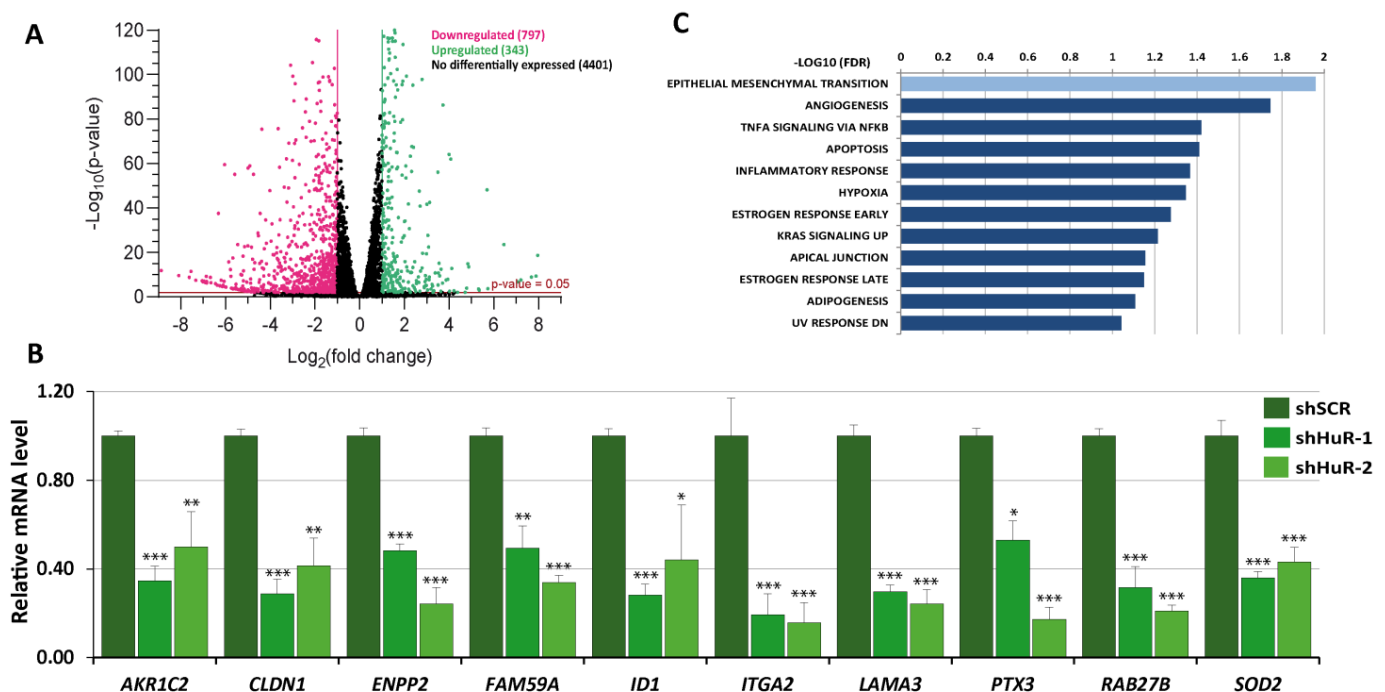 A
120
100
80
60
40
20
0
-Log10(p-value)
Downregulated (797)
Upregulated (343)
No differentially expressed (4401)
p-value = 0.05
-8 -6 -4 -2 0 2 4 6 8
Log2(fold change)
C
-LOG10 (FDR)
0 0.2 0.4 0.6 0.8 1 1.2 1.4 1.6 1.8 2
EPITHELIAL MESENCHYMAL TRANSITION
ANGIOGENESIS
TNFA SIGNALING VIA NFKB
APOPTOSIS
INFLAMMATORY RESPONSE
HYPOXIA
ESTROGEN RESPONSE EARLY
KRAS SIGNALING UP
APICAL JUNCTION
ESTROGEN RESPONSE LATE
ADIPOGENESIS
UV RESPONSE DN
B
Relative mRNA level
1.20
0.80
0.40
0.00
*** ** *** ** *** *** ** *** *** * *** *** *** *** * *** *** *** *** ***
shSCR
shHuR-1
shHuR-2
AKR1C2 CLDN1 ENPP2 FAM59A ID1 ITGA2 LAMA3 PTX3 RAB27B SOD2